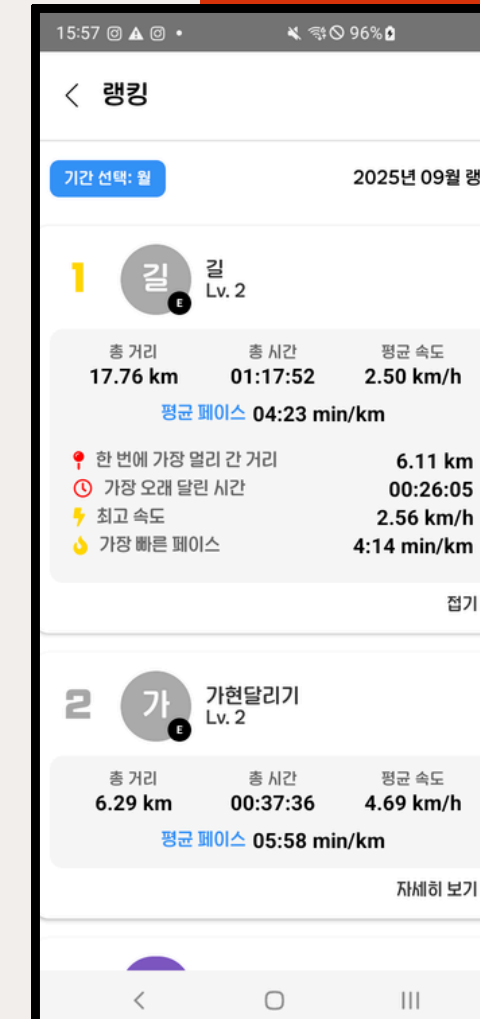 15:57 96%
랭킹
기간 선택: 월 2025년 09월 랭
1 길 길
Lv. 2
E
총 거리 총 시간 평균 속도
17.76 km 01:17:52 2.50 km/h
평균 페이스 04:23 min/km
한 번에 가장 멀리 간 거리 6.11 km
가장 오래 달린 시간 00:26:05
최고 속도 2.56 km/h
가장 빠른 페이스 4:14 min/km
접기
2 가 가현달리기
Lv. 2
E
총 거리 총 시간 평균 속도
6.29 km 00:37:36 4.69 km/h
평균 페이스 05:58 min/km
자세히 보기